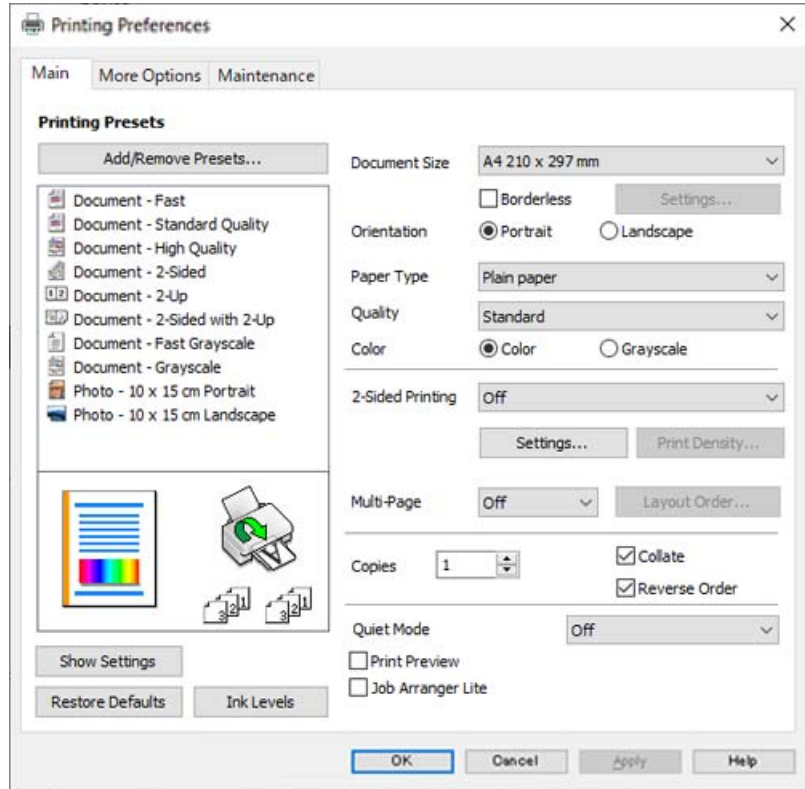 Printing Preferences
Main
More Options
Maintenance
Printing Presets
Add/Remove Presets...
Document - Fast
Document - Standard Quality
Document - High Quality
Document - 2-Sided
Document - 2-Up
Document - 2-Sided with 2-Up
Document - Fast Grayscale
Document - Grayscale
Photo - 10 x 15 cm Portrait
Photo - 10 x 15 cm Landscape
Show Settings
Restore Defaults
Ink Levels
Document Size
A4 210 x 297 mm
Borderless
Settings...
Orientation
Portrait
Landscape
Paper Type
Plain paper
Quality
Standard
Color
Color
Grayscale
2-Sided Printing
Off
Settings...
Print Density...
Multi-Page
Off
Layout Order...
Copies
1
Collate
Reverse Order
Quiet Mode
Off
Print Preview
Job Arranger Lite
OK
Cancel
Apply
Help